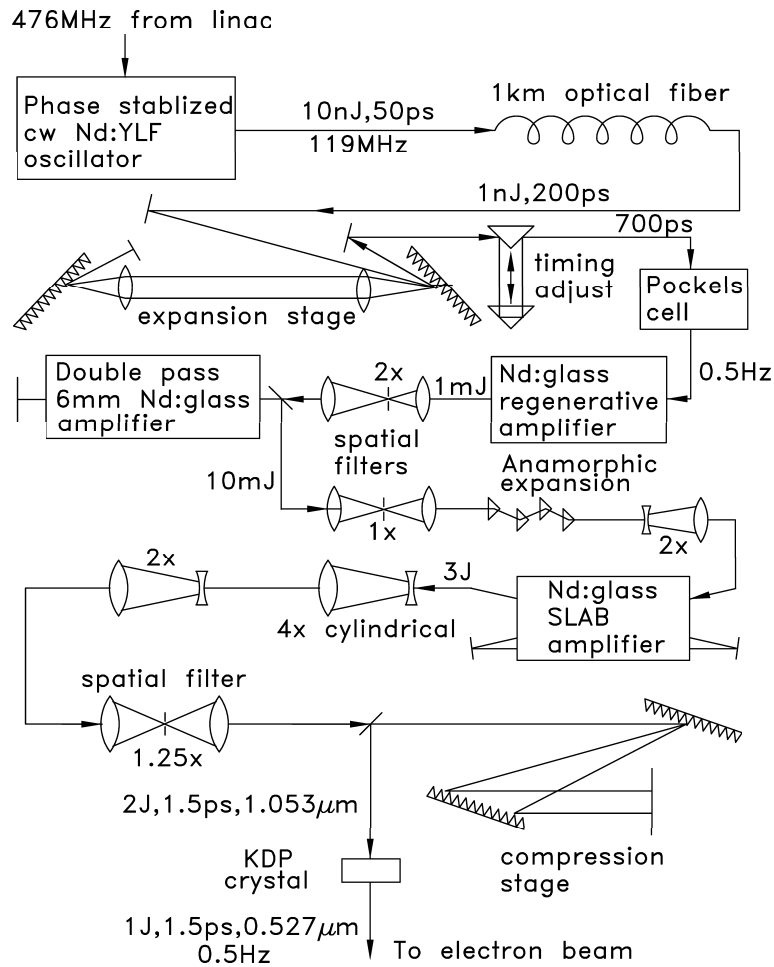 476MHz from linac
Phase stablized
cw Nd:YLF
oscillator
10nJ,50ps
119MHz
1km optical fiber
1nJ,200ps
700ps
timing
adjust
expansion stage
Pockels
cell
0.5Hz
Double pass
6mm Nd:glass
amplifier
2x
1mJ
Nd:glass
regenerative
amplifier
spatial
filters
10mJ
1x
Anamorphic
expansion
2x
2x
3J
Nd:glass
SLAB
amplifier
4x cylindrical
spatial filter
1.25x
2J,1.5ps,1.053μm
KDP
crystal
compression
stage
1J,1.5ps,0.527μm
0.5Hz
To electron beam